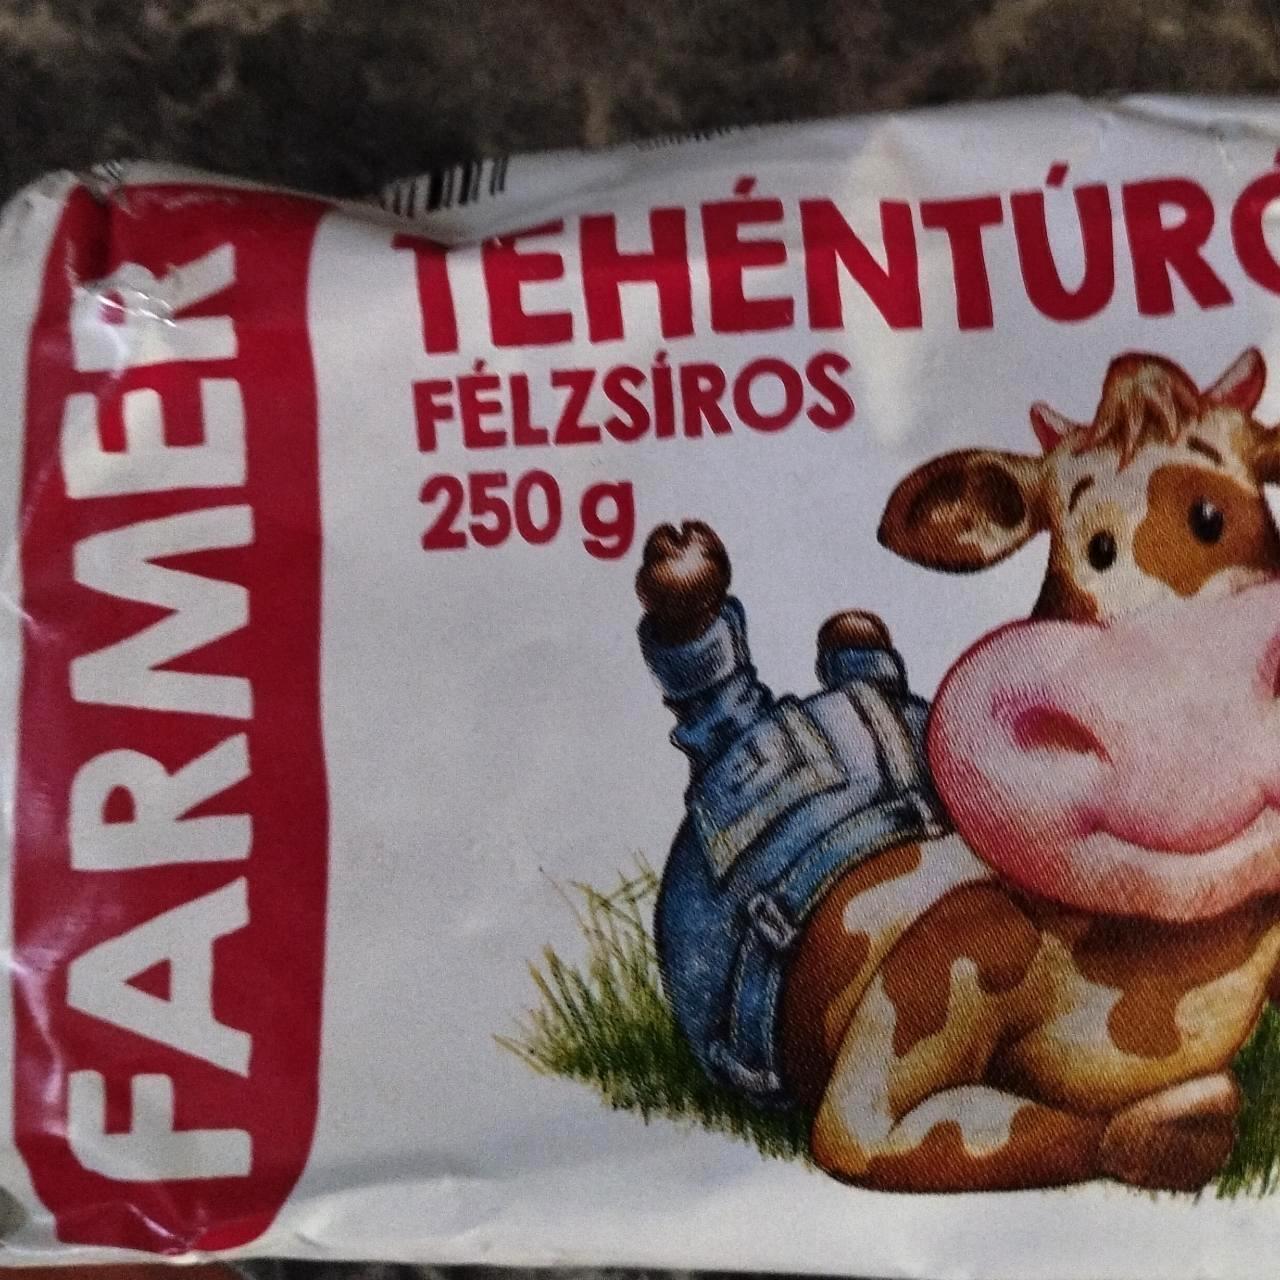 FARMER
TEHÉNTÚRÓ
FÉLZSÍROS
250 g